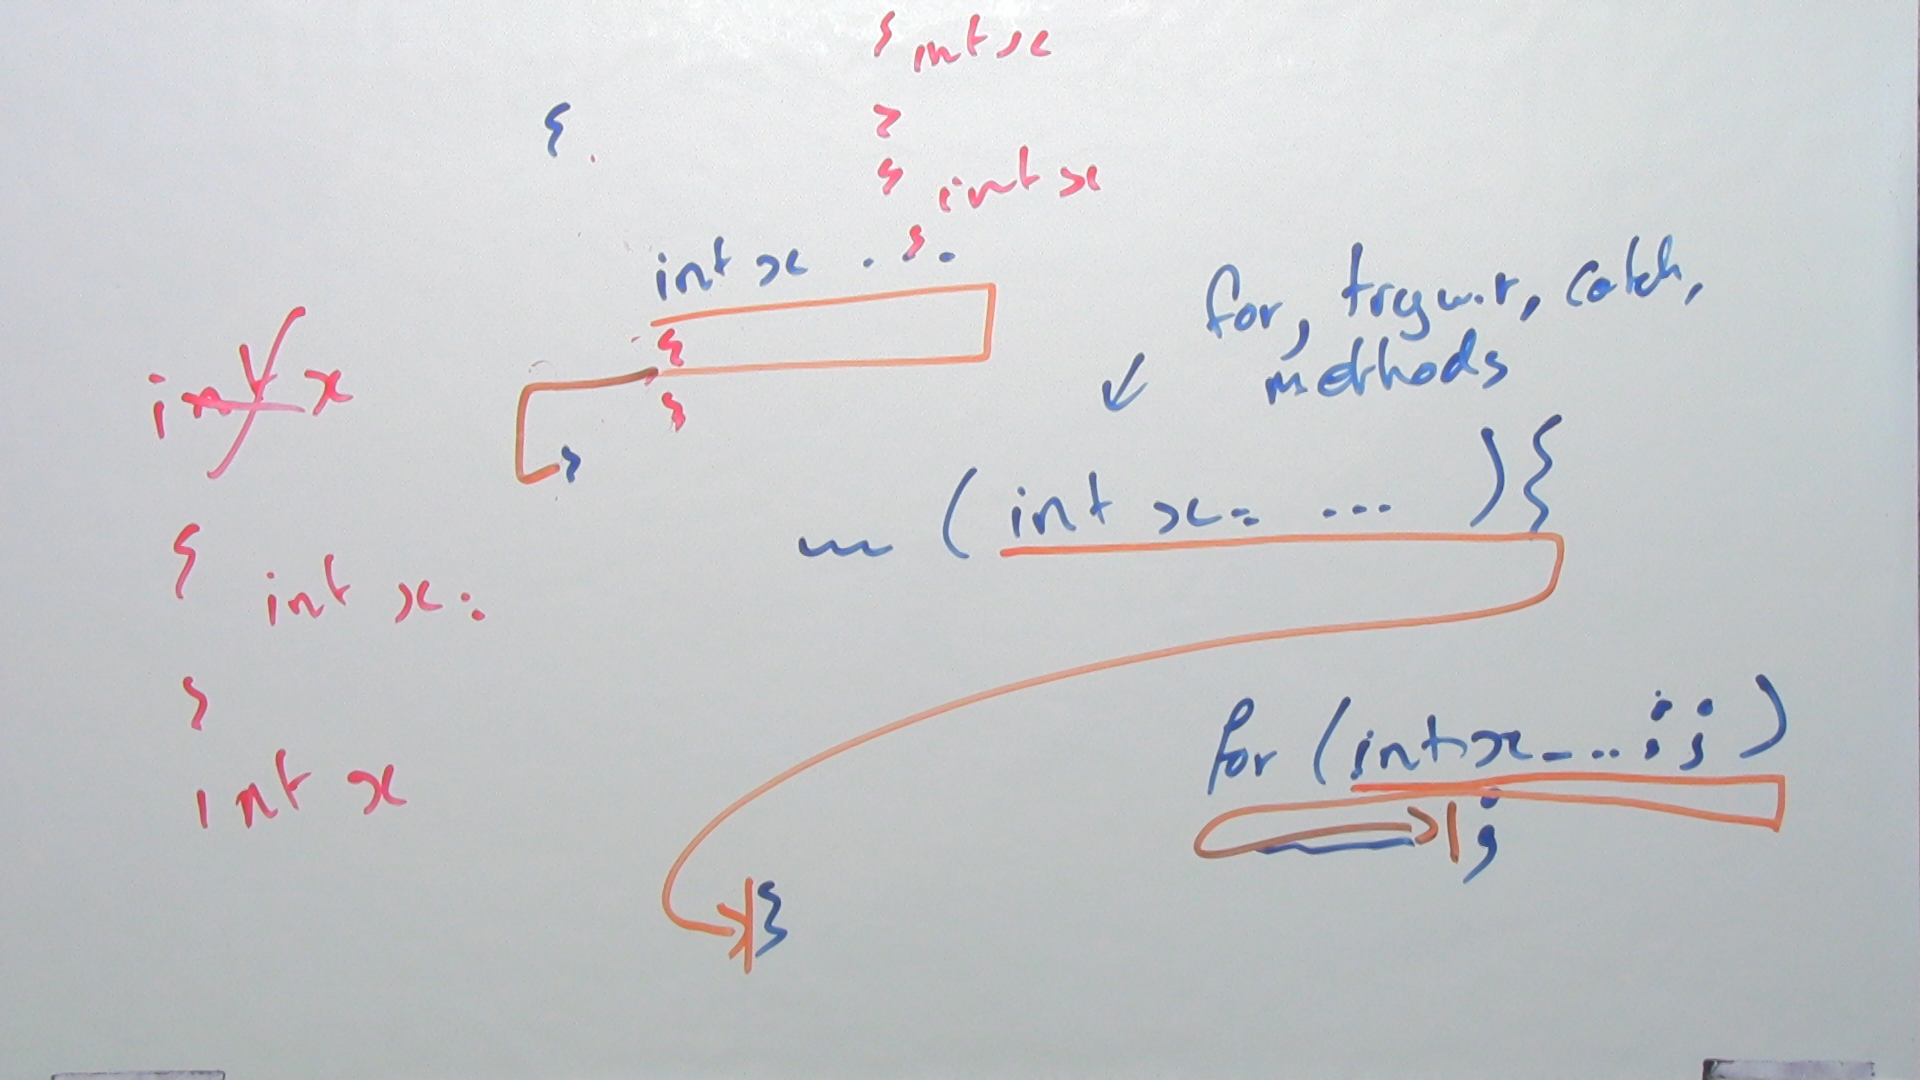 { int x
{
}
{ int x
int x . . .
}
for, try w.r, catch,
methods
{
}
int x
}
( int x = ... ) {
{
int x =
}
for ( int x = ... ; ; )
int x
;
}